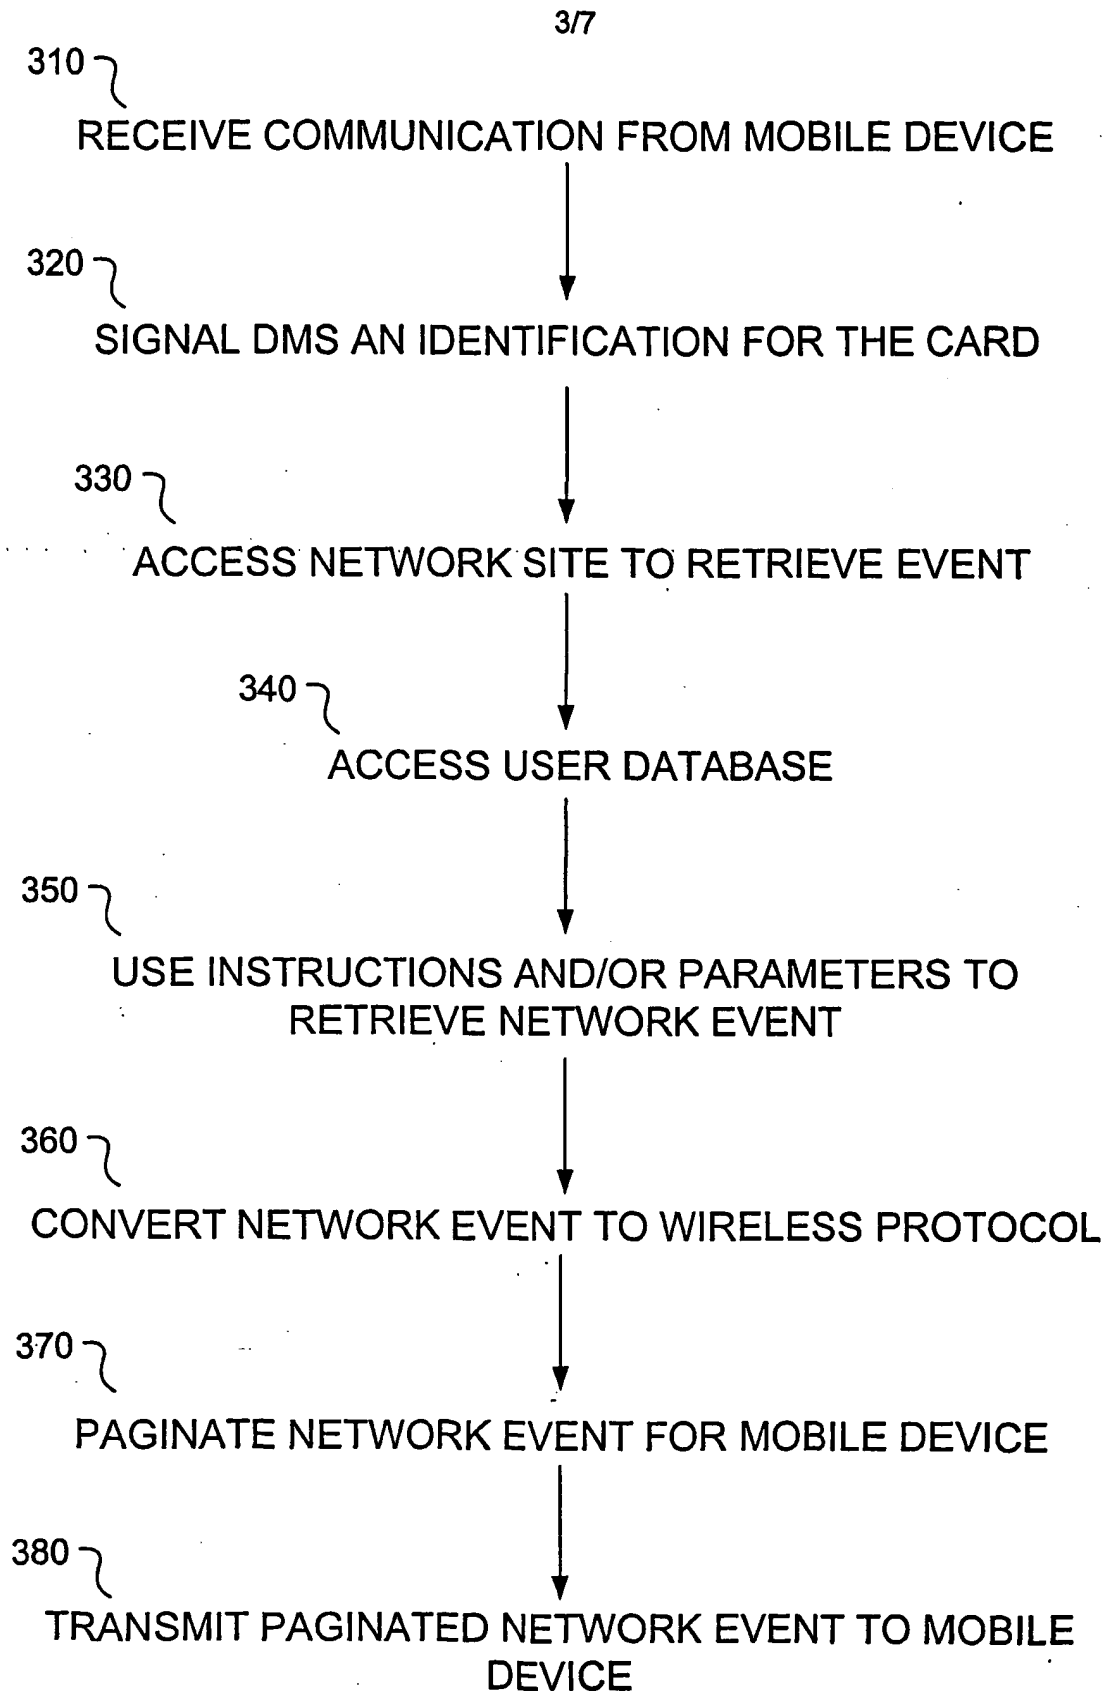 3/7
310
RECEIVE COMMUNICATION FROM MOBILE DEVICE
320
SIGNAL DMS AN IDENTIFICATION FOR THE CARD
330
ACCESS NETWORK SITE TO RETRIEVE EVENT
340
ACCESS USER DATABASE
350
USE INSTRUCTIONS AND/OR PARAMETERS TO
RETRIEVE NETWORK EVENT
360
CONVERT NETWORK EVENT TO WIRELESS PROTOCOL
370
PAGINATE NETWORK EVENT FOR MOBILE DEVICE
380
TRANSMIT PAGINATED NETWORK EVENT TO MOBILE
DEVICE